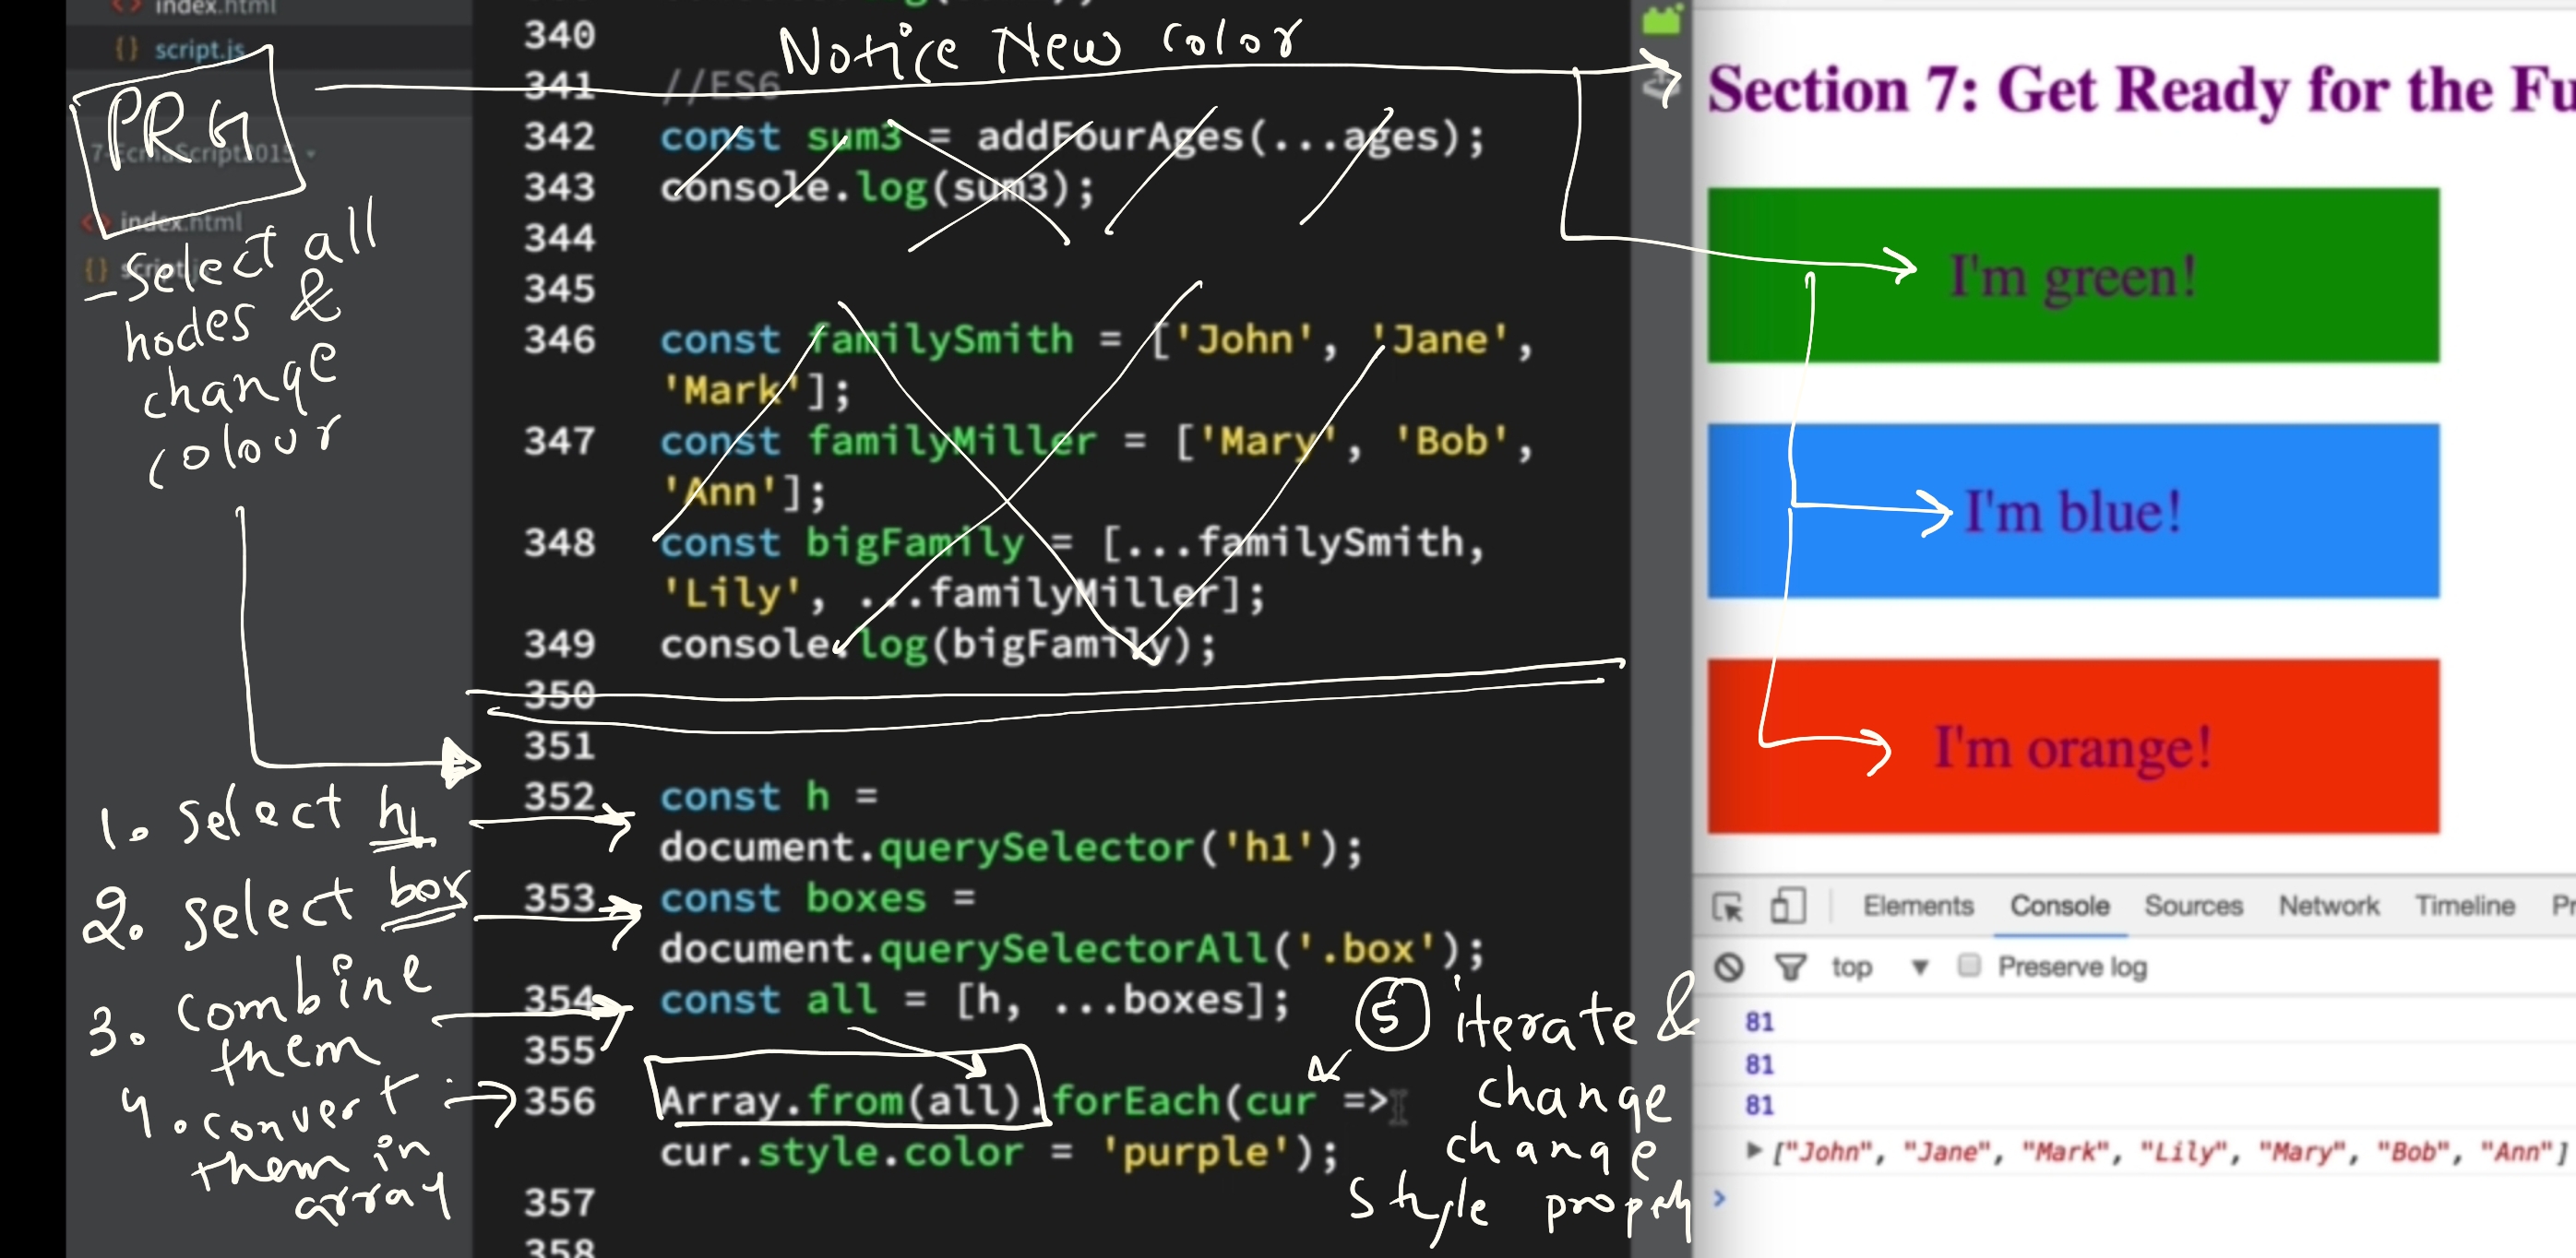 index.html
{} script.js
PRG
7-EcmaScript2015
index.html
{} script.js
- Select all
nodes &
change
colour
1. select h1
2. select box
3. combine
them
4. convert
them in
array
Notice New color
340
341 //ES6
342 const sum3 = addFourAges(...ages);
343 console.log(sum3);
344
345
346 const familySmith = ['John', 'Jane',
'Mark'];
347 const familyMiller = ['Mary', 'Bob',
'Ann'];
348 const bigFamily = [...familySmith,
'Lily', ...familyMiller];
349 console.log(bigFamily);
350
351
352 const h =
document.querySelector('h1');
353 const boxes =
document.querySelectorAll('.box');
354 const all = [h, ...boxes];
355
356 Array.from(all).forEach(cur =>
cur.style.color = 'purple');
357
358
5 iterate &
change
change
style
Section 7: Get Ready for the Fu
I'm green!
I'm blue!
I'm orange!
Elements Console Sources Network Timeline Pr
top Preserve log
81
81
81
["John", "Jane", "Mark", "Lily", "Mary", "Bob", "Ann"]